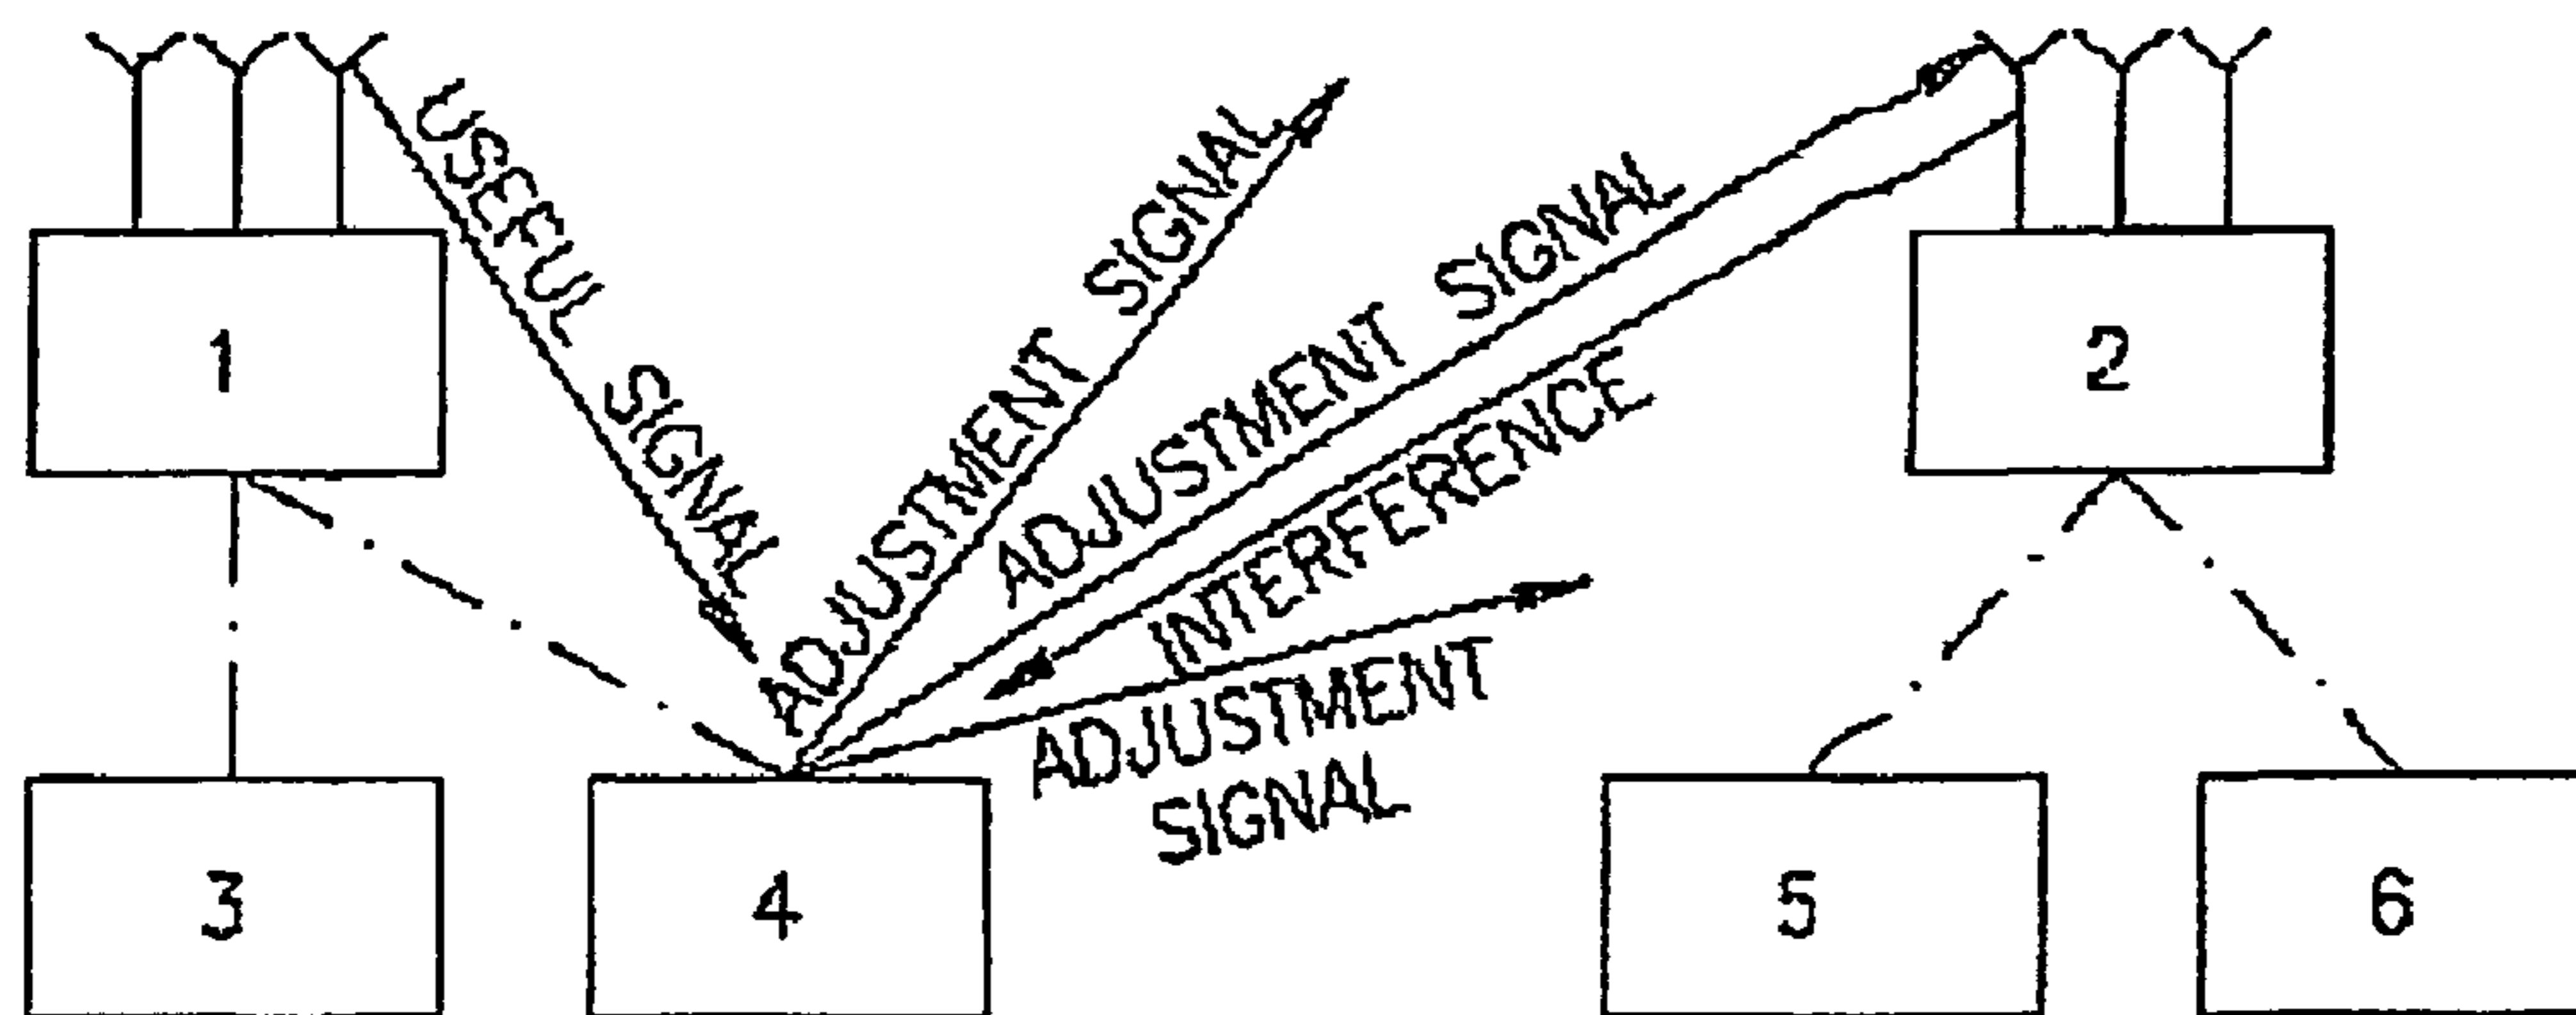 USEFUL SIGNAL
ADJUSTMENT SIGNAL
ADJUSTMENT SIGNAL
INTERFERENCE
ADJUSTMENT
SIGNAL
1
2
3
4
5
6